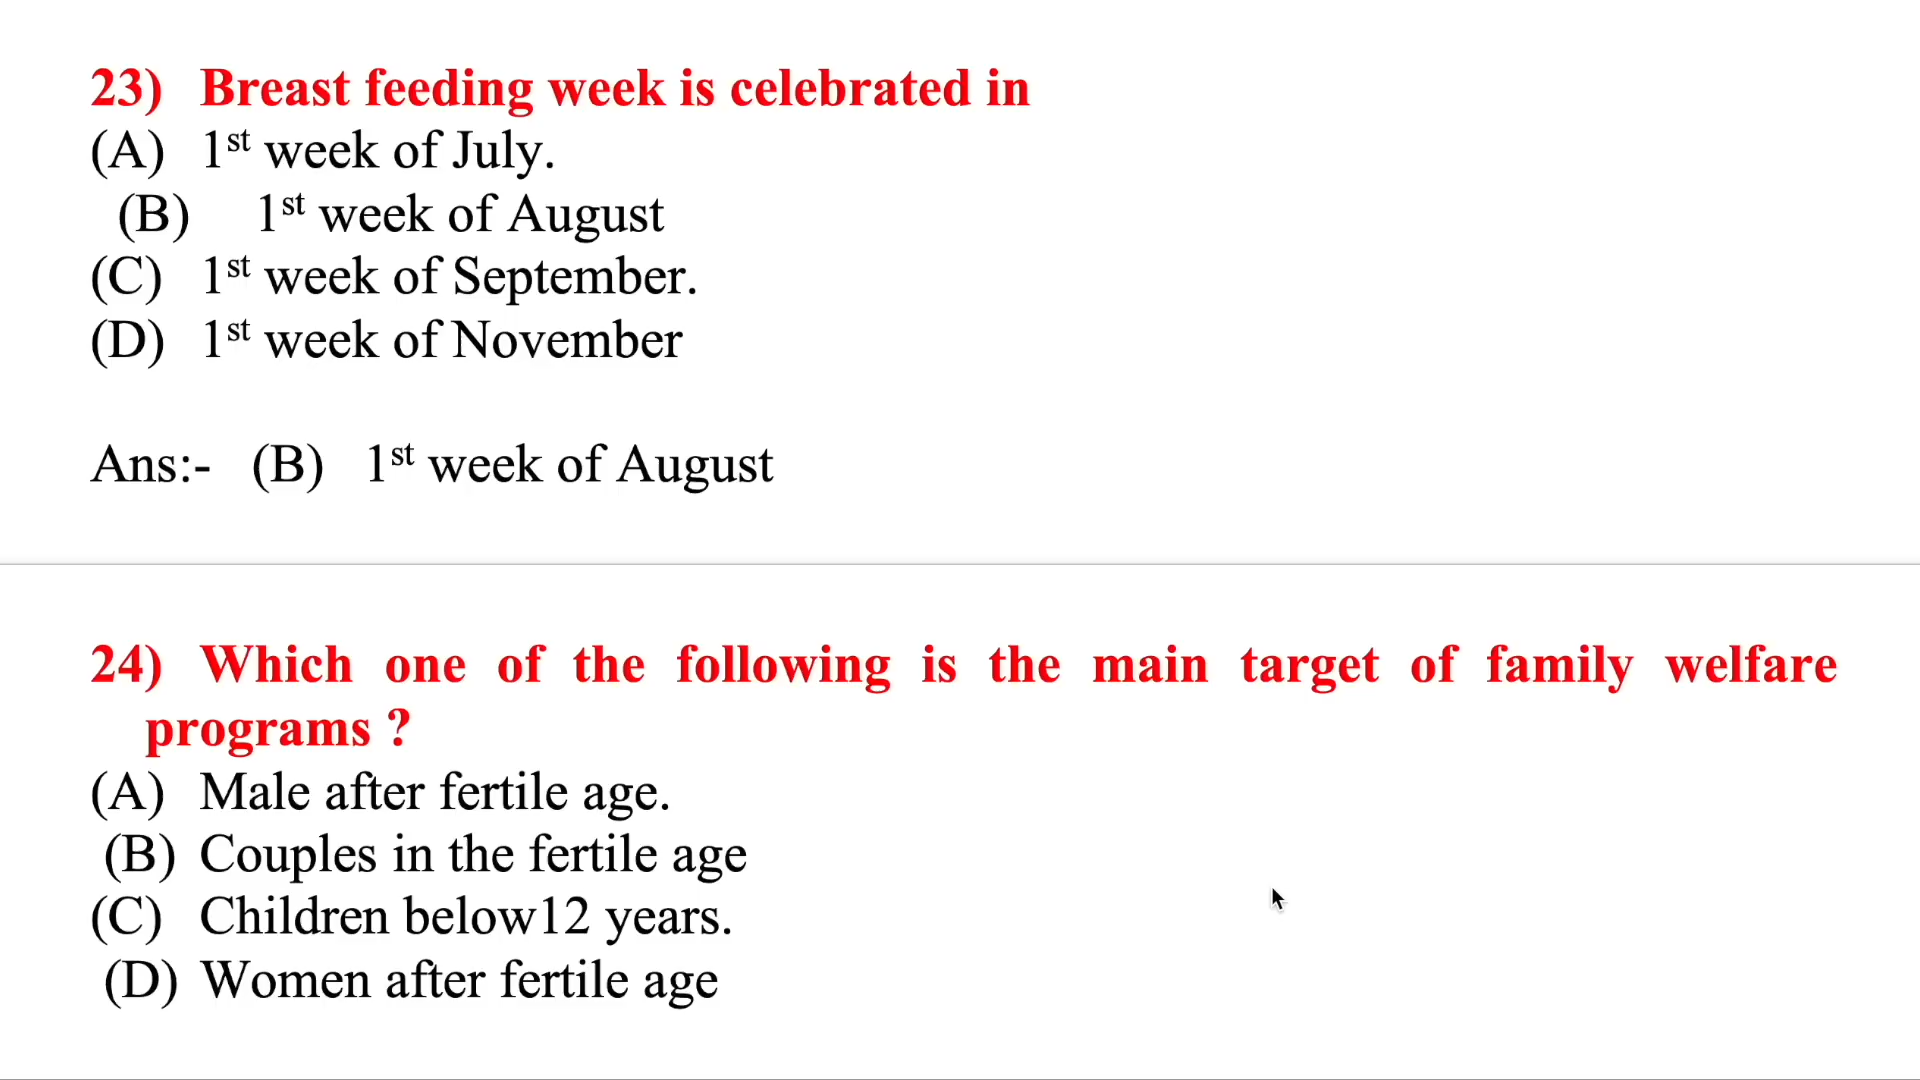 23) Breast feeding week is celebrated in
(A) 1st week of July.
(B) 1st week of August
(C) 1st week of September.
(D) 1st week of November
Ans:- (B) 1st week of August
24) Which one of the following is the main target of family welfare
programs ?
(A) Male after fertile age.
(B) Couples in the fertile age
(C) Children below12 years.
(D) Women after fertile age